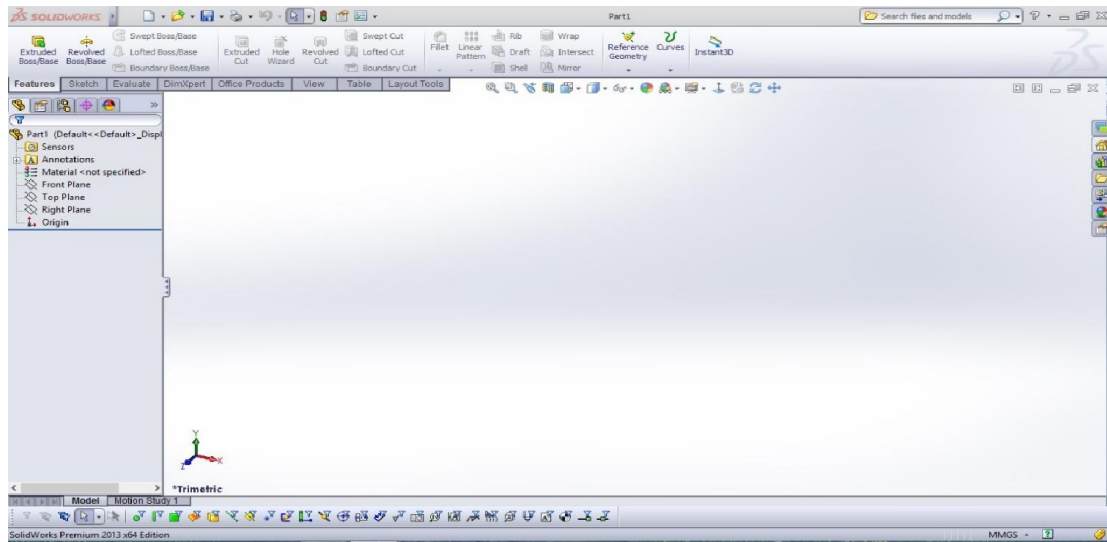 SOLIDWORKS
Part1
Search files and models
Extruded Boss/Base
Revolved Boss/Base
Swept Boss/Base
Lofted Boss/Base
Boundary Boss/Base
Extruded Cut
Hole Wizard
Revolved Cut
Swept Cut
Lofted Cut
Boundary Cut
Fillet
Linear Pattern
Rib
Draft
Shell
Wrap
Intersect
Mirror
Reference Geometry
Curves
Instant3D
Features Sketch Evaluate DimXpert Office Products View Table Layout Tools
Part1 (Default<<Default>_Displ
Sensors
Annotations
Material <not specified>
Front Plane
Top Plane
Right Plane
Origin
Y
X
Z
*Trimetric
Model Motion Study 1
SolidWorks Premium 2013 x64 Edition
MMGS